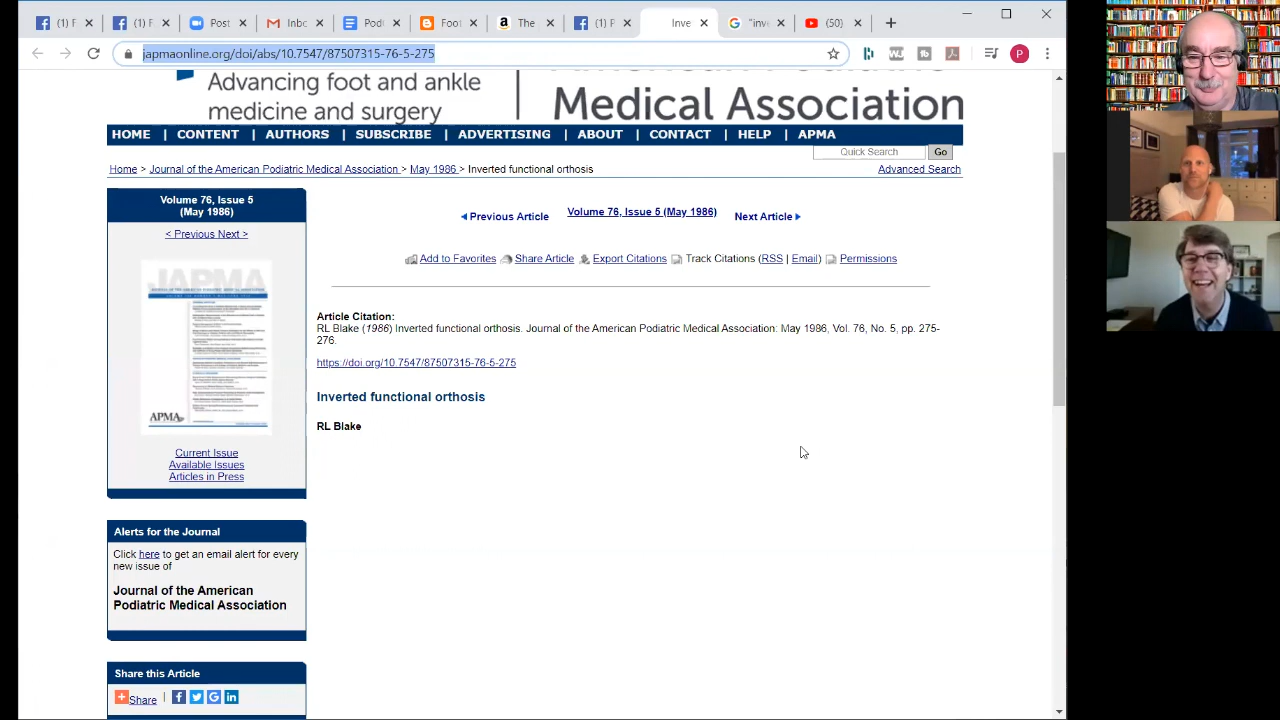 (1) F
(1) F
Post
Inbo
Podi
The
(1) F
Inve
"inve
(50)
japmaonline.org/doi/abs/10.7547/87507315-76-5-275
P
Advancing foot and ankle
medicine and surgery
Medical Association
HOME | CONTENT | AUTHORS | SUBSCRIBE | ADVERTISING | ABOUT | CONTACT | HELP | APMA
Quick Search Go
Home > Journal of the American Podiatric Medical Association > May 1986 > Inverted functional orthosis
Advanced Search
Volume 76, Issue 5
(May 1986)
< Previous Next >
JAPMA
APMA
Current Issue
Available Issues
Articles in Press
Previous Article Volume 76, Issue 5 (May 1986) Next Article
Add to Favorites Share Article Export Citations Track Citations (RSS | Email) Permissions
Article Citation:
RL Blake (1986) Inverted functional orthosis. Journal of the American Podiatric Medical Association: May 1986, Vol. 76, No. 5, pp. 275-
276.
https://doi.org/10.7547/87507315-76-5-275
Inverted functional orthosis
RL Blake
Alerts for the Journal
Click here to get an email alert for every
new issue of
Journal of the American
Podiatric Medical Association
Share this Article
Share |